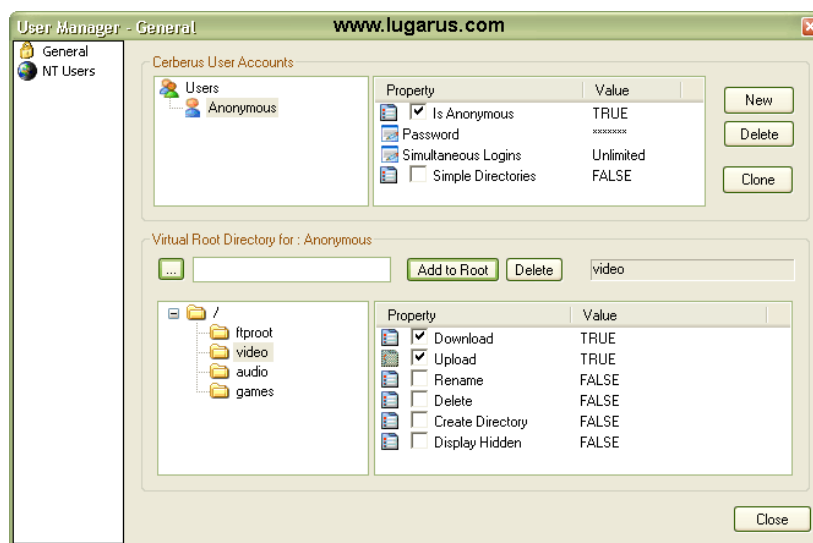 User Manager - General www.lugarus.com
General
NT Users
Cerberus User Accounts
Users
Anonymous
Property Value
Is Anonymous TRUE
Password *******
Simultaneous Logins Unlimited
Simple Directories FALSE
New
Delete
Clone
Virtual Root Directory for : Anonymous
... Add to Root Delete video
/
ftproot
video
audio
games
Property Value
Download TRUE
Upload TRUE
Rename FALSE
Delete FALSE
Create Directory FALSE
Display Hidden FALSE
Close